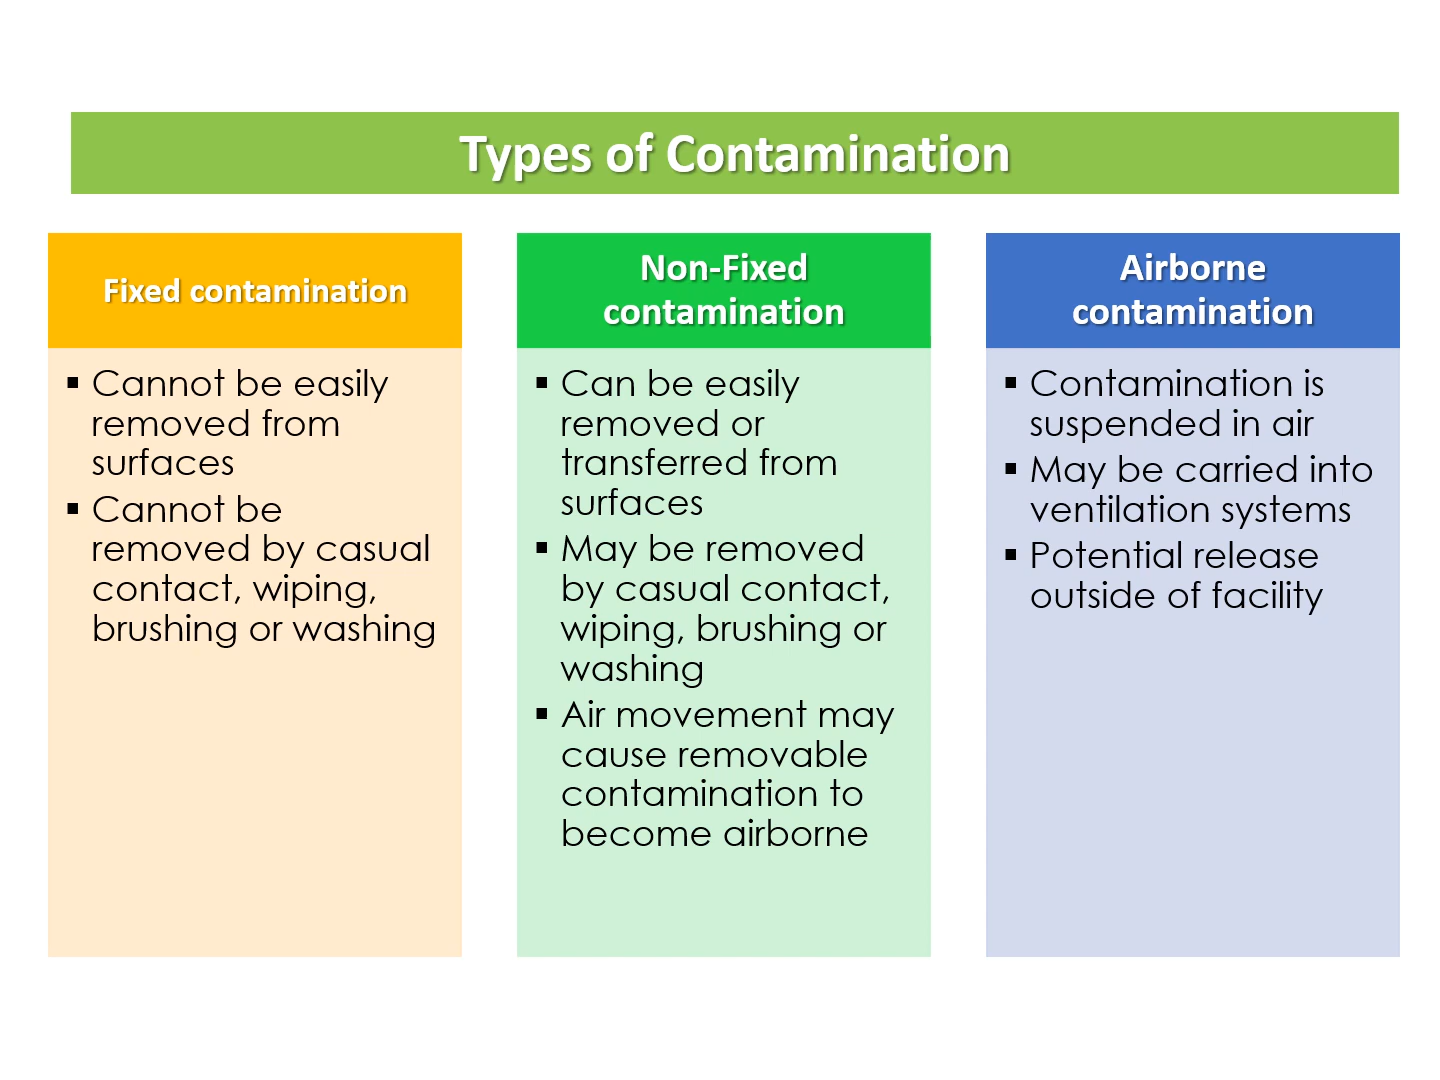 Types of Contamination
Fixed contamination
▪ Cannot be easily
removed from
surfaces
▪ Cannot be
removed by casual
contact, wiping,
brushing or washing
Non-Fixed
contamination
▪ Can be easily
removed or
transferred from
surfaces
▪ May be removed
by casual contact,
wiping, brushing or
washing
▪ Air movement may
cause removable
contamination to
become airborne
Airborne
contamination
▪ Contamination is
suspended in air
▪ May be carried into
ventilation systems
▪ Potential release
outside of facility